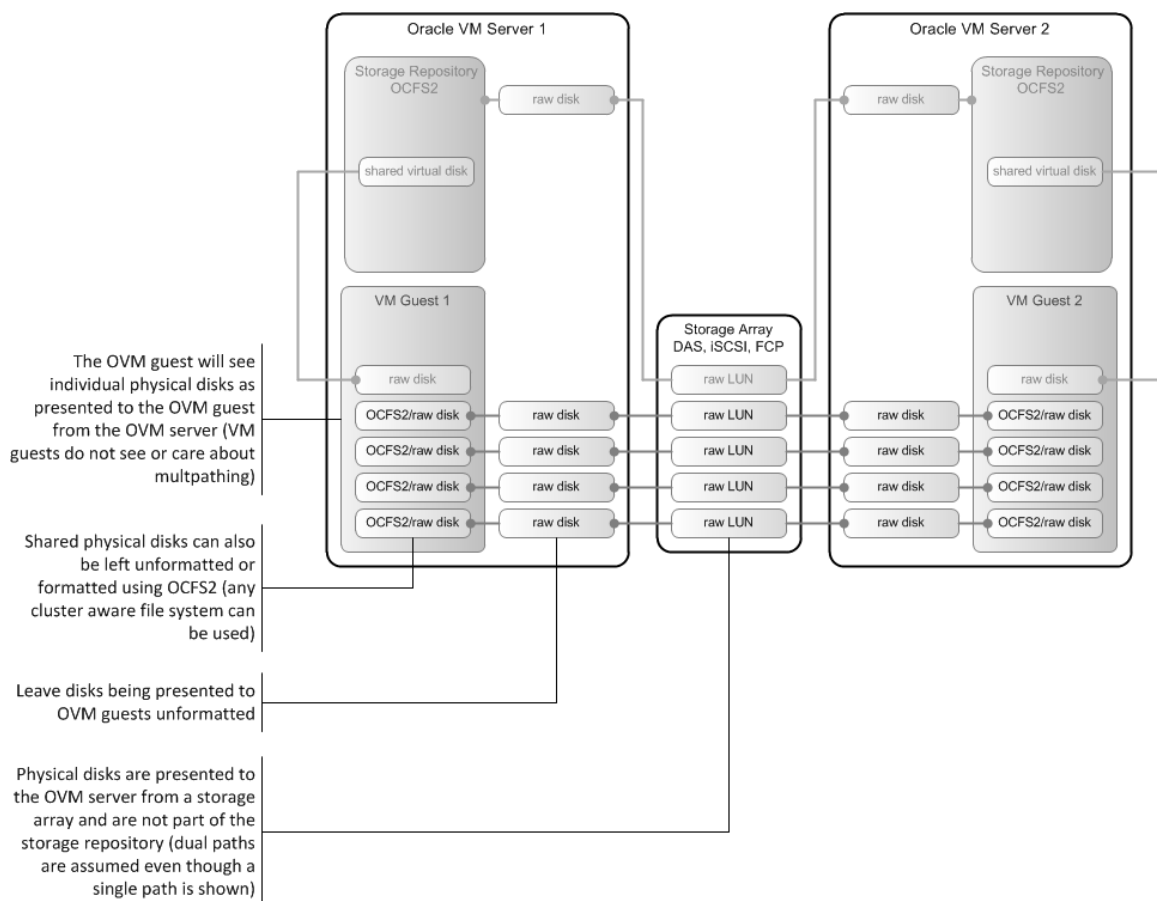 Oracle VM Server 1
Oracle VM Server 2
Storage Repository
OCFS2
raw disk
raw disk
Storage Repository
OCFS2
shared virtual disk
shared virtual disk
VM Guest 1
VM Guest 2
Storage Array
DAS, iSCSI, FCP
raw disk
raw LUN
raw disk
OCFS2/raw disk
raw disk
raw LUN
raw disk
OCFS2/raw disk
OCFS2/raw disk
raw disk
raw LUN
raw disk
OCFS2/raw disk
OCFS2/raw disk
raw disk
raw LUN
raw disk
OCFS2/raw disk
OCFS2/raw disk
raw disk
raw LUN
raw disk
OCFS2/raw disk
The OVM guest will see
individual physical disks as
presented to the OVM guest
from the OVM server (VM
guests do not see or care about
multpathing)
Shared physical disks can also
be left unformatted or
formatted using OCFS2 (any
cluster aware file system can
be used)
Leave disks being presented to
OVM guests unformatted
Physical disks are presented to
the OVM server from a storage
array and are not part of the
storage repository (dual paths
are assumed even though a
single path is shown)